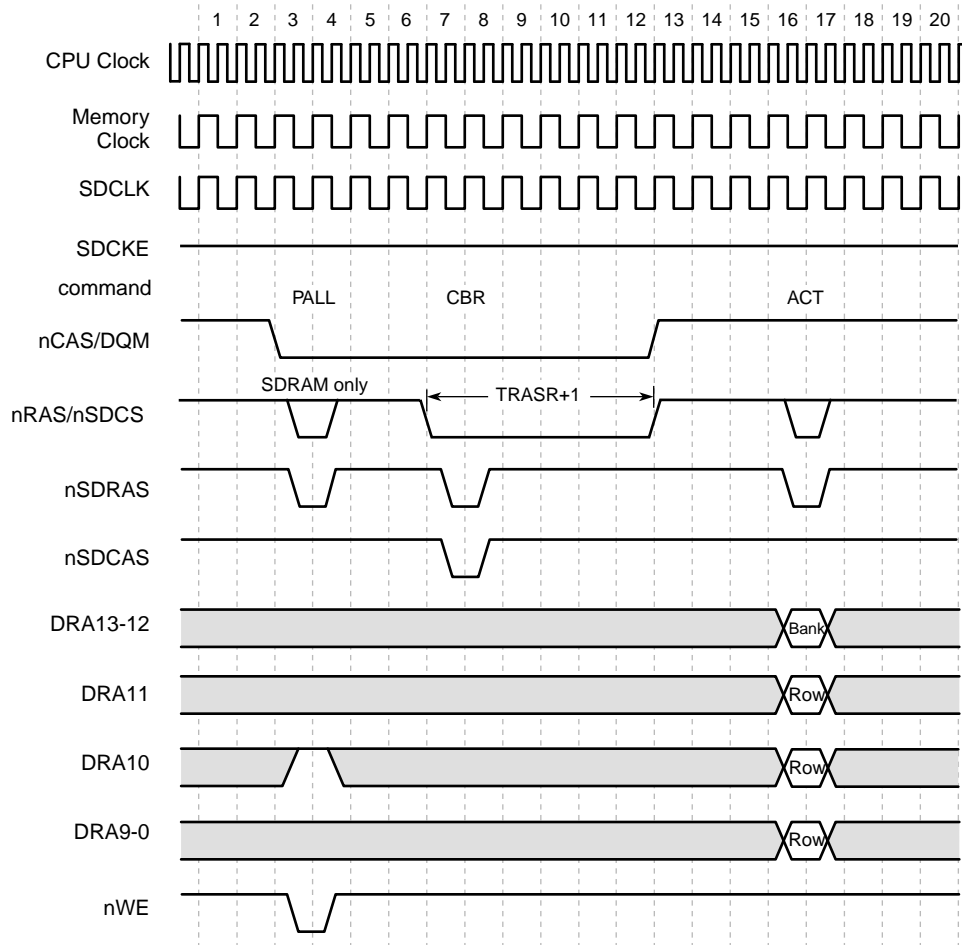 1 2 3 4 5 6 7 8 9 10 11 12 13 14 15 16 17 18 19 20
CPU Clock
Memory
Clock
SDCLK
SDCKE
command
PALL CBR ACT
nCAS/DQM
SDRAM only
TRASR+1
nRAS/nSDCS
nSDRAS
nSDCAS
DRA13-12
Bank
DRA11
Row
DRA10
Row
DRA9-0
Row
nWE